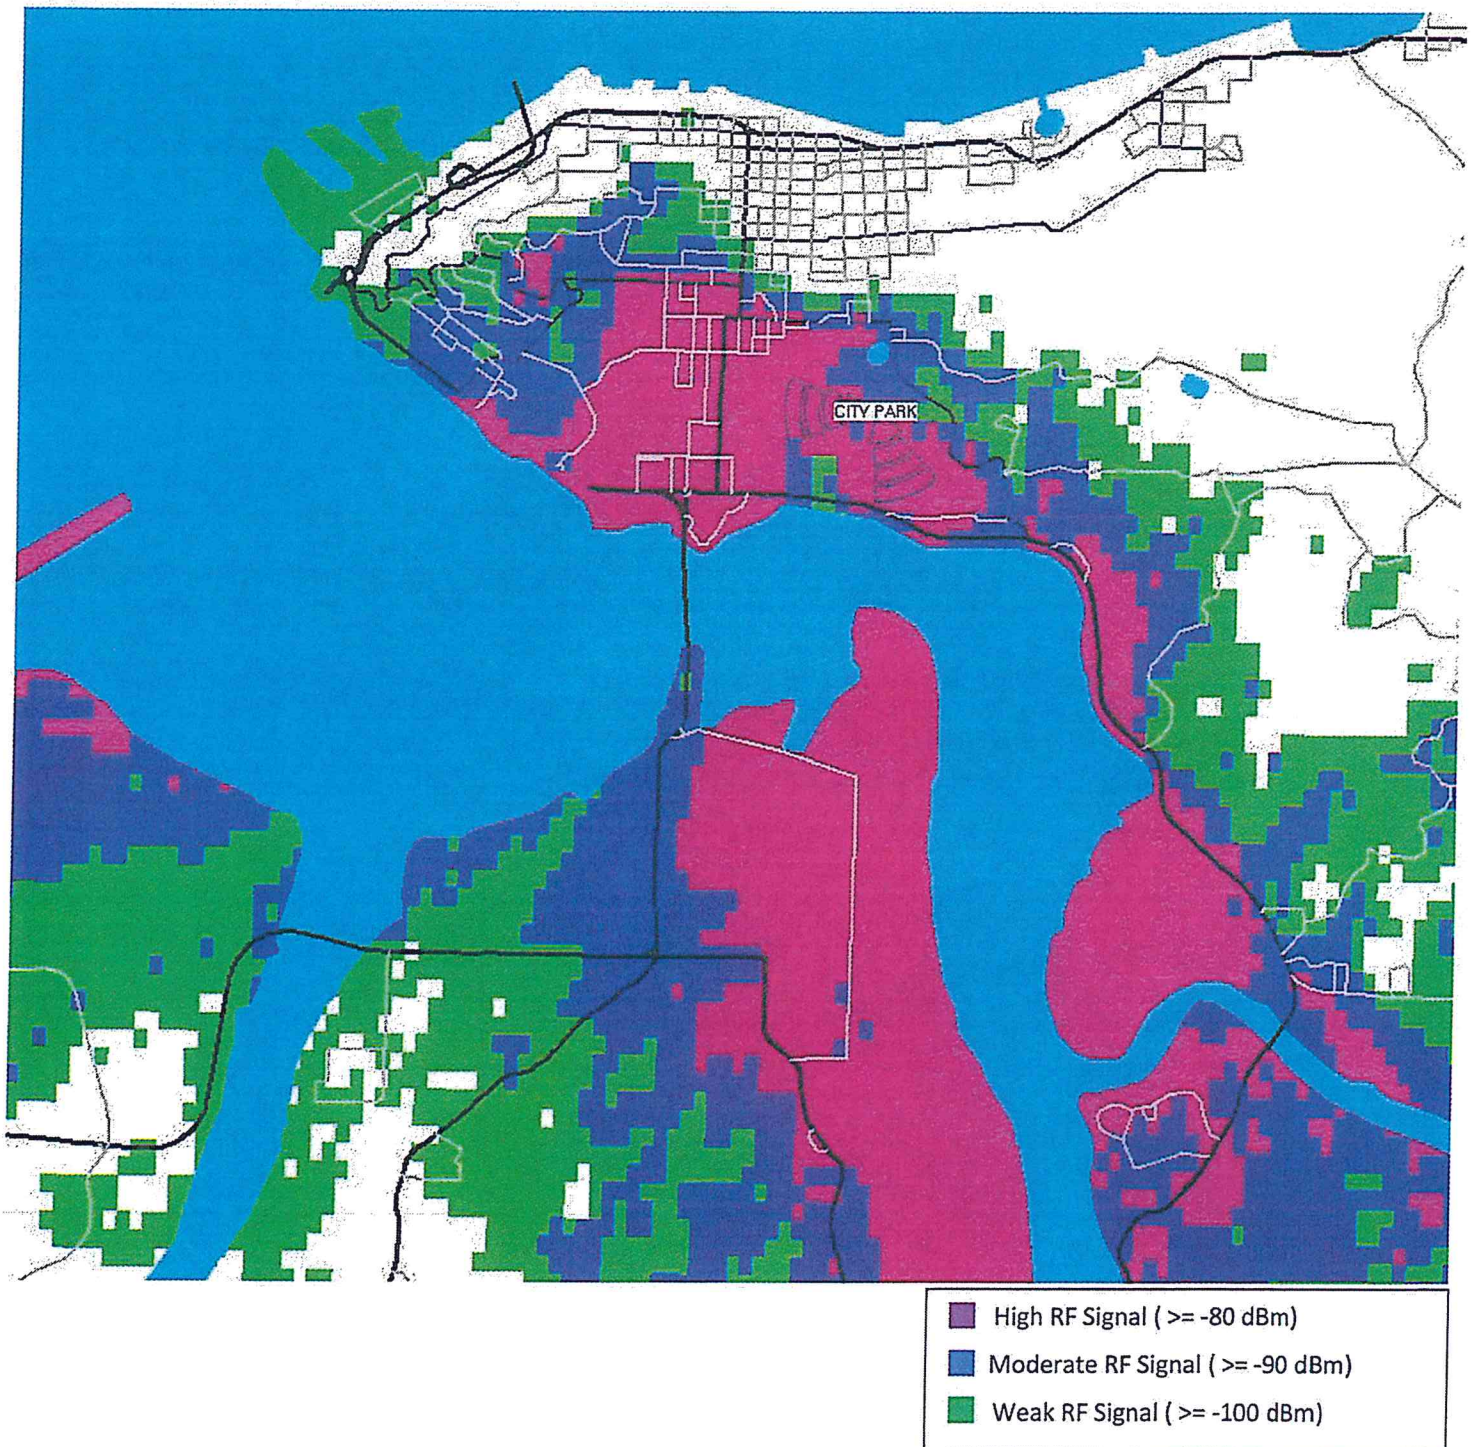 CITY PARK
High RF Signal ( >= -80 dBm)
Moderate RF Signal ( >= -90 dBm)
Weak RF Signal ( >= -100 dBm)